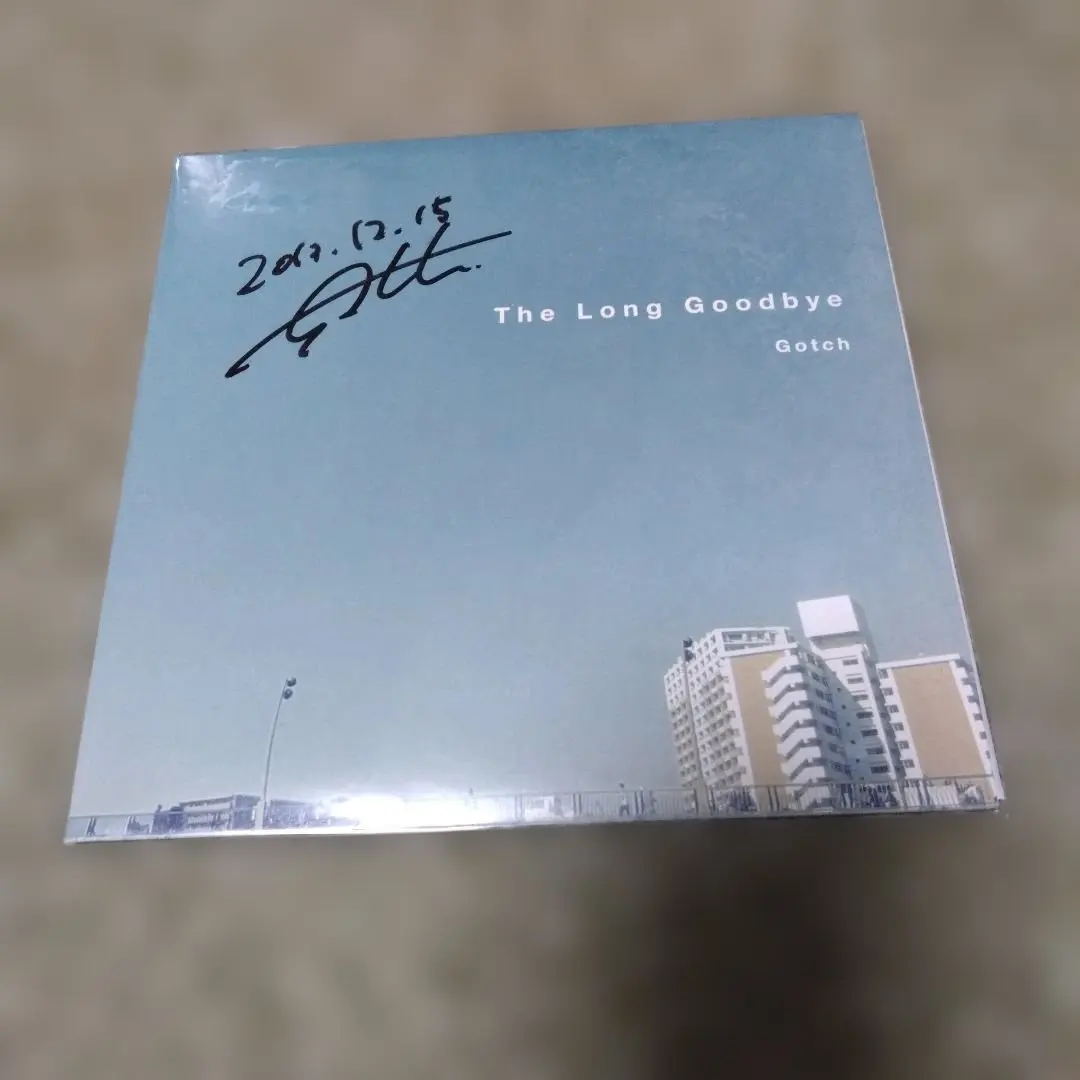 2017.12.15
The Long Goodbye
Gotch